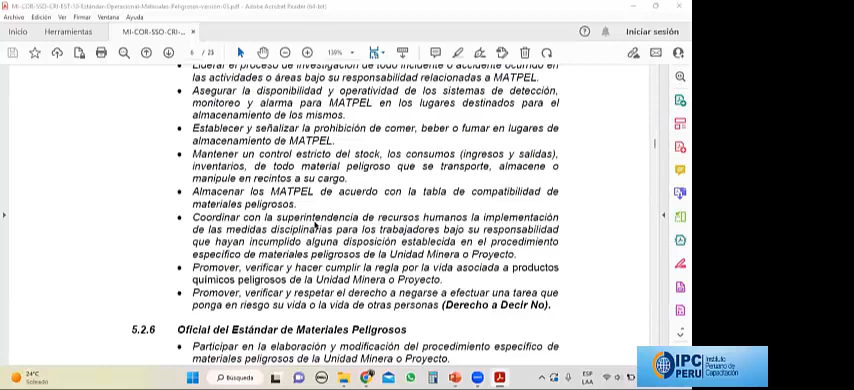 MI-COR-SSO-CRI-EST-10-Estándar-Operacional-Materiales-Peligrosos-versión-03.pdf - Adobe Acrobat Reader (64-bit)
Archivo Edición Ver Firmar Ventana Ayuda
Inicio Herramientas MI-COR-SSO-CRI-... × Iniciar sesión
6 / 23 159%
Liderar el proceso de investigación de todo incidente o accidente ocurrido en
las actividades o áreas bajo su responsabilidad relacionadas a MATPEL.
• Asegurar la disponibilidad y operatividad de los sistemas de detección,
monitoreo y alarma para MATPEL en los lugares destinados para el
almacenamiento de los mismos.
• Establecer y señalizar la prohibición de comer, beber o fumar en lugares de
almacenamiento de MATPEL.
• Mantener un control estricto del stock, los consumos (ingresos y salidas),
inventarios, de todo material peligroso que se transporte, almacene o
manipule en recintos a su cargo.
• Almacenar los MATPEL de acuerdo con la tabla de compatibilidad de
materiales peligrosos.
• Coordinar con la superintendencia de recursos humanos la implementación
de las medidas disciplinarias para los trabajadores bajo su responsabilidad
que hayan incumplido alguna disposición establecida en el procedimiento
específico de materiales peligrosos de la Unidad Minera o Proyecto.
• Promover, verificar y hacer cumplir la regla por la vida asociada a productos
químicos peligrosos de la Unidad Minera o Proyecto.
• Promover, verificar y respetar el derecho a negarse a efectuar una tarea que
ponga en riesgo su vida o la vida de otras personas (Derecho a Decir No).
5.2.6 Oficial del Estándar de Materiales Peligrosos
• Participar en la elaboración y modificación del procedimiento específico de
materiales peligrosos de la Unidad Minera o Proyecto.
24°C
Soleado
Búsqueda
ESP
LAA
IPC
PERU
Instituto
Peruano de
Capacitación